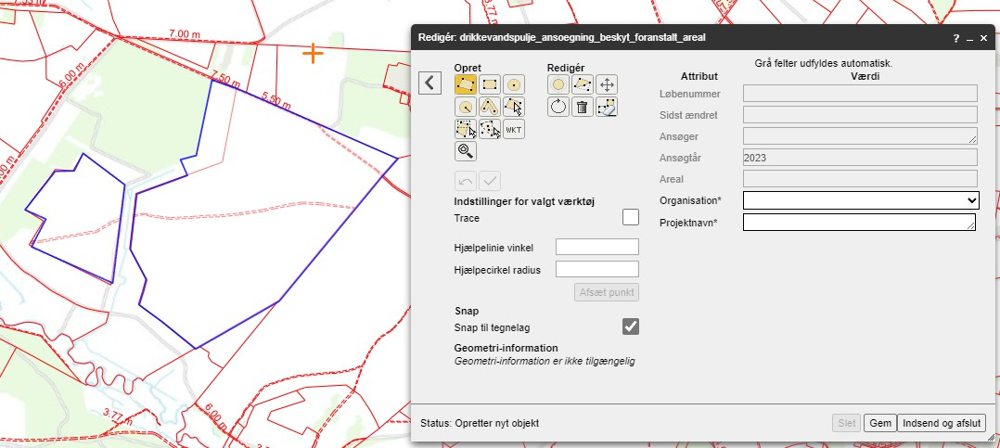 3.77 m
7.00 m
6.00 m
7.50 m
5.50 m
.00 m
6.00 m
3.77 m
Redigér: drikkevandspulje_ansoegning_beskyt_foranstalt_areal
? _ ×
Opret
Redigér
WKT
Indstillinger for valgt værktøj
Trace
Hjælpelinie vinkel
Hjælpecirkel radius
Afsæt punkt
Snap
Snap til tegnelag
Geometri-information
Geometri-information er ikke tilgængelig
Grå felter udfyldes automatisk.
Attribut Værdi
Løbenummer
Sidst ændret
Ansøger
Ansøgtår 2023
Areal
Organisation*
Projektnavn*
Status: Opretter nyt objekt
Slet Gem Indsend og afslut